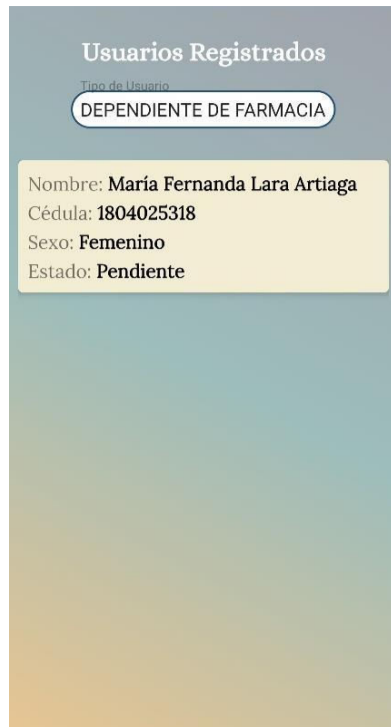 Usuarios Registrados
Tipo de Usuario
DEPENDIENTE DE FARMACIA
Nombre: María Fernanda Lara Artiaga
Cédula: 1804025318
Sexo: Femenino
Estado: Pendiente